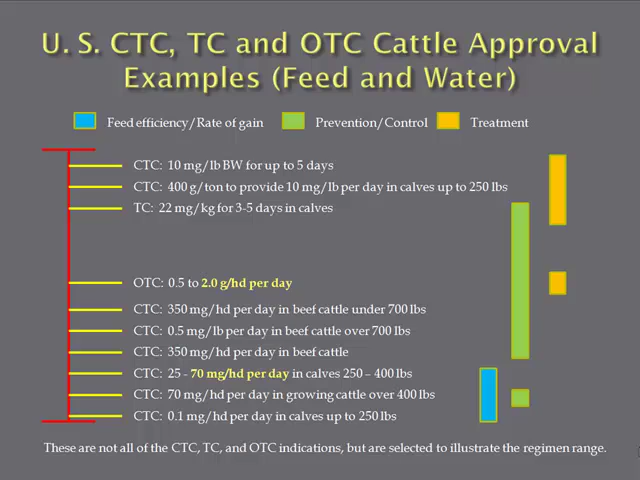 U. S. CTC, TC and OTC Cattle Approval
Examples (Feed and Water)
Feed efficiency/Rate of gain Prevention/Control Treatment
CTC: 10 mg/lb BW for up to 5 days
CTC: 400 g/ton to provide 10 mg/lb per day in calves up to 250 lbs
TC: 22 mg/kg for 3-5 days in calves
OTC: 0.5 to 2.0 g/hd per day
CTC: 350 mg/hd per day in beef cattle under 700 lbs
CTC: 0.5 mg/lb per day in beef cattle over 700 lbs
CTC: 350 mg/hd per day in beef cattle
CTC: 25 - 70 mg/hd per day in calves 250 – 400 lbs
CTC: 70 mg/hd per day in growing cattle over 400 lbs
CTC: 0.1 mg/hd per day in calves up to 250 lbs
These are not all of the CTC, TC, and OTC indications, but are selected to illustrate the regimen range.